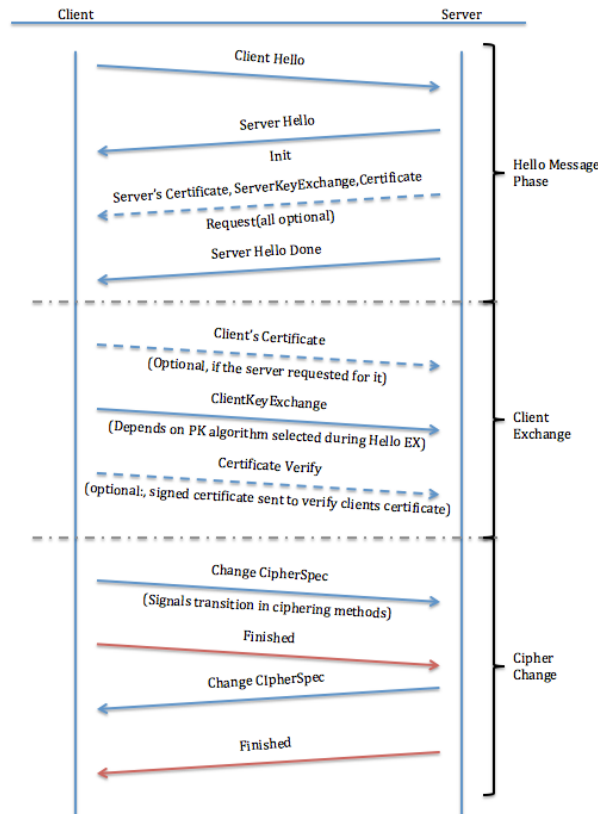 Client
Server
Client Hello
Server Hello
Init
Server's Certificate, ServerKeyExchange,Certificate
Request(all optional)
Server Hello Done
Hello Message
Phase
Client's Certificate
(Optional, if the server requested for it)
ClientKeyExchange
(Depends on PK algorithm selected during Hello EX)
Certificate Verify
(optional:, signed certificate sent to verify clients certificate)
Client
Exchange
Change CipherSpec
(Signals transition in ciphering methods)
Finished
Change CIpherSpec
Finished
Cipher
Change